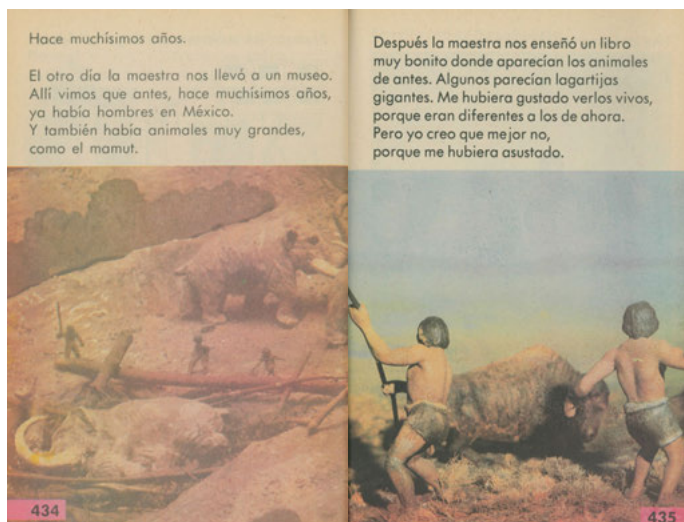 Hace muchísimos años.
El otro día la maestra nos llevó a un museo.
Allí vimos que antes, hace muchísimos años,
ya había hombres en México.
Y también había animales muy grandes,
como el mamut.
434
Después la maestra nos enseñó un libro
muy bonito donde aparecían los animales
de antes. Algunos parecían lagartijas
gigantes. Me hubiera gustado verlos vivos,
porque eran diferentes a los de ahora.
Pero yo creo que mejor no,
porque me hubiera asustado.
435